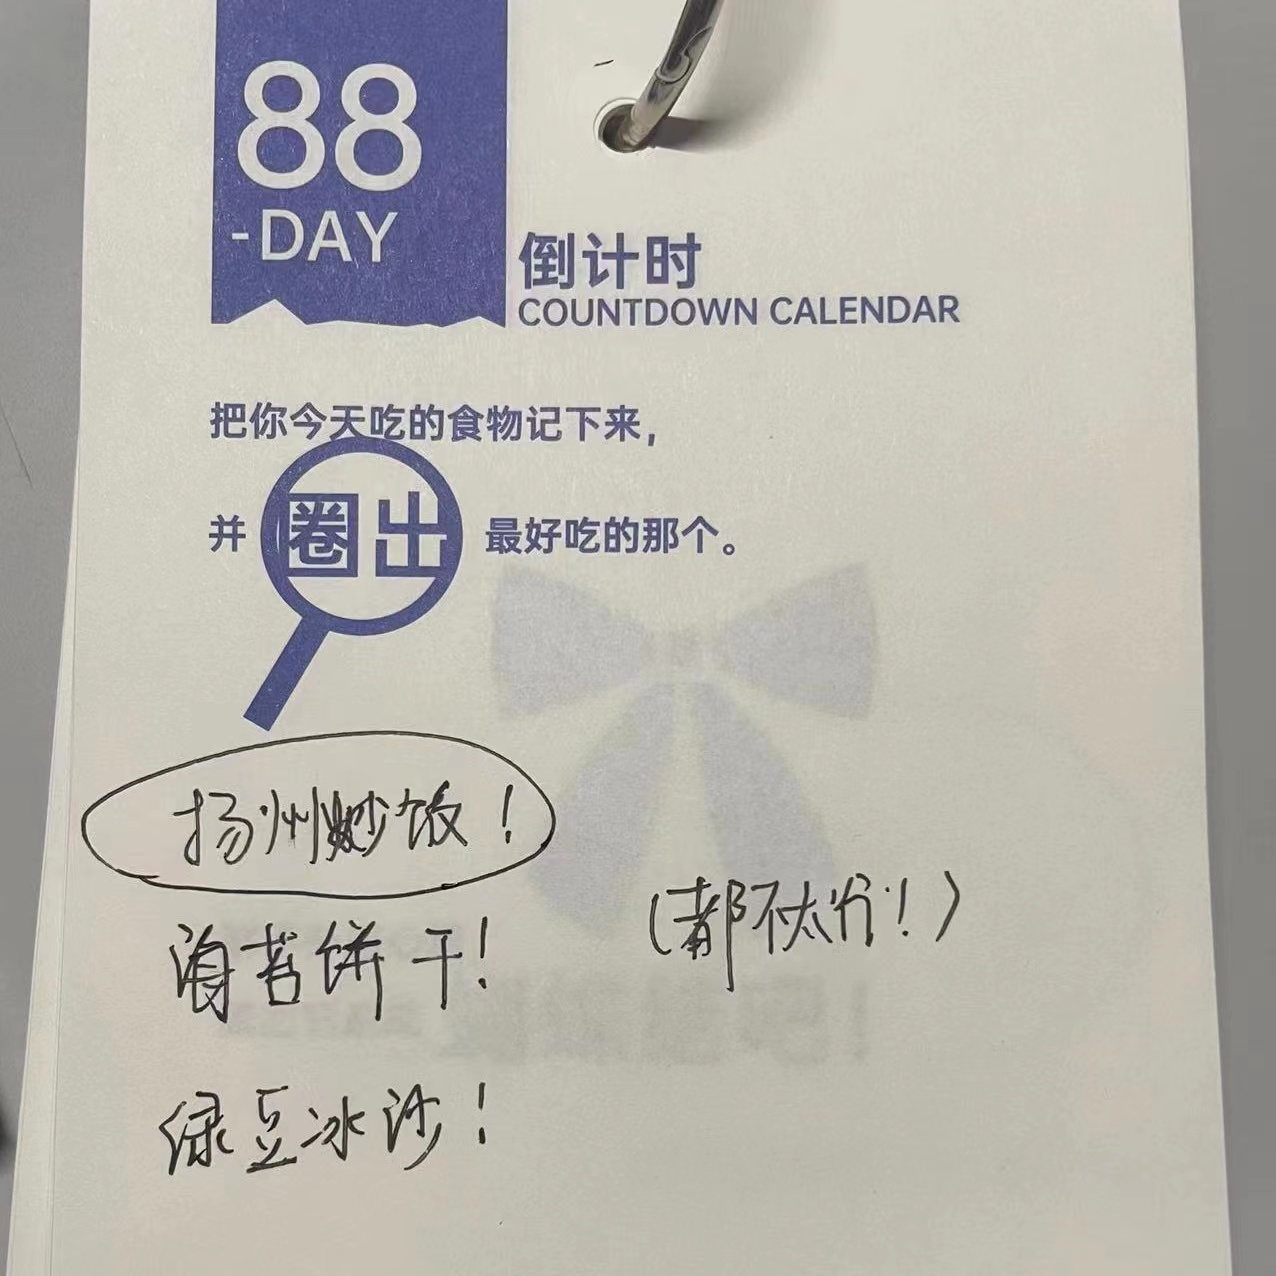 88
-DAY
倒计时
COUNTDOWN CALENDAR
把你今天吃的食物记下来，
并 圈出 最好吃的那个。
扬州炒饭！
海苔饼干！
(都不太行！)
绿豆冰沙！